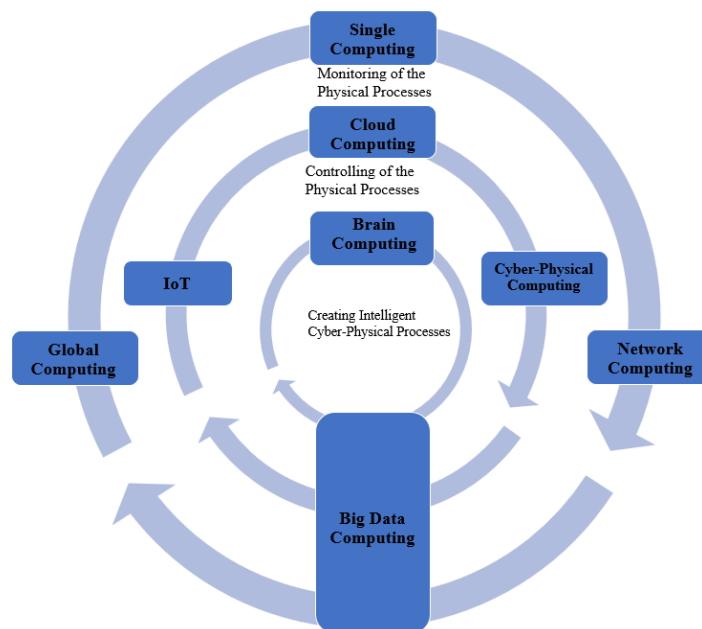 Single
Computing
Monitoring of the
Physical Processes
Cloud
Computing
Controlling of the
Physical Processes
Brain
Computing
IoT
Cyber-Physical
Computing
Creating Intelligent
Cyber-Physical Processes
Global
Computing
Network
Computing
Big Data
Computing